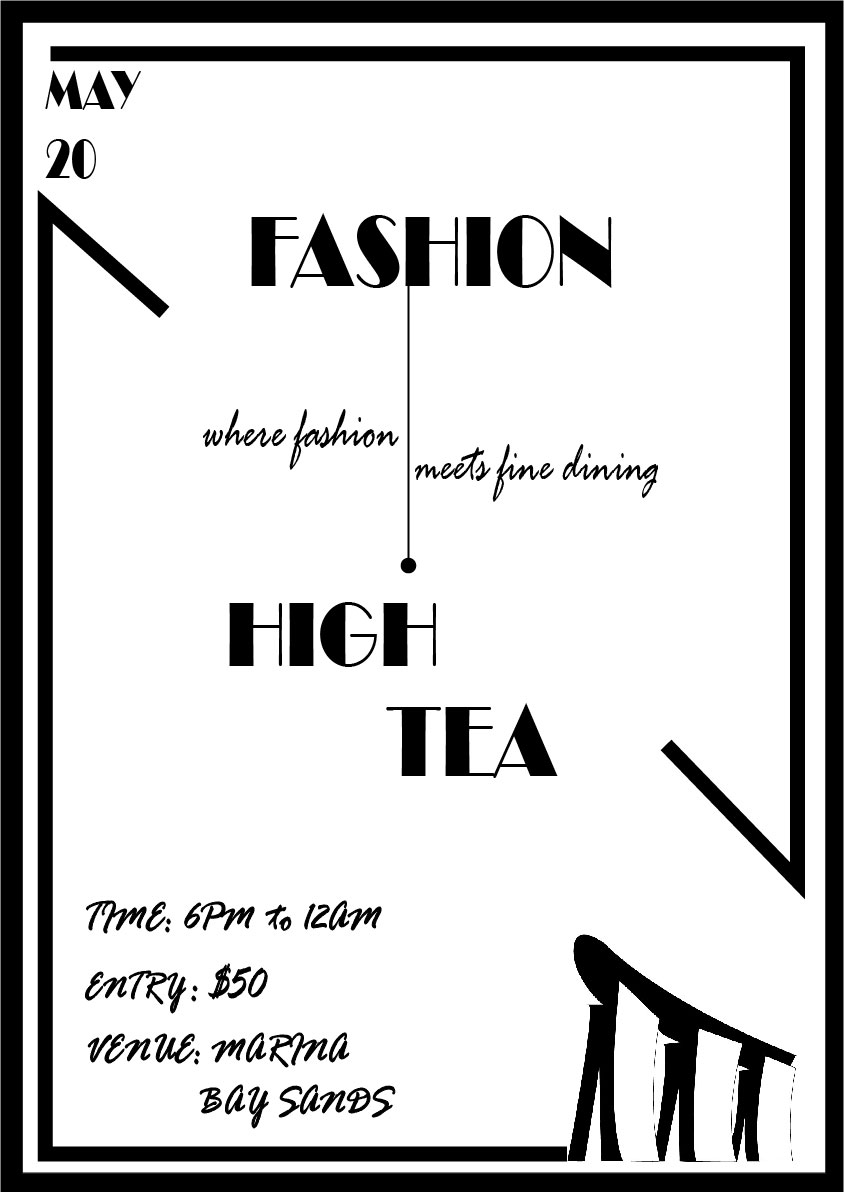 MAY
20
FASHION
where fashion
meets fine dining
HIGH
TEA
TIME: 6PM to 12AM
ENTRY: $50
VENUE: MARINA
BAY SANDS